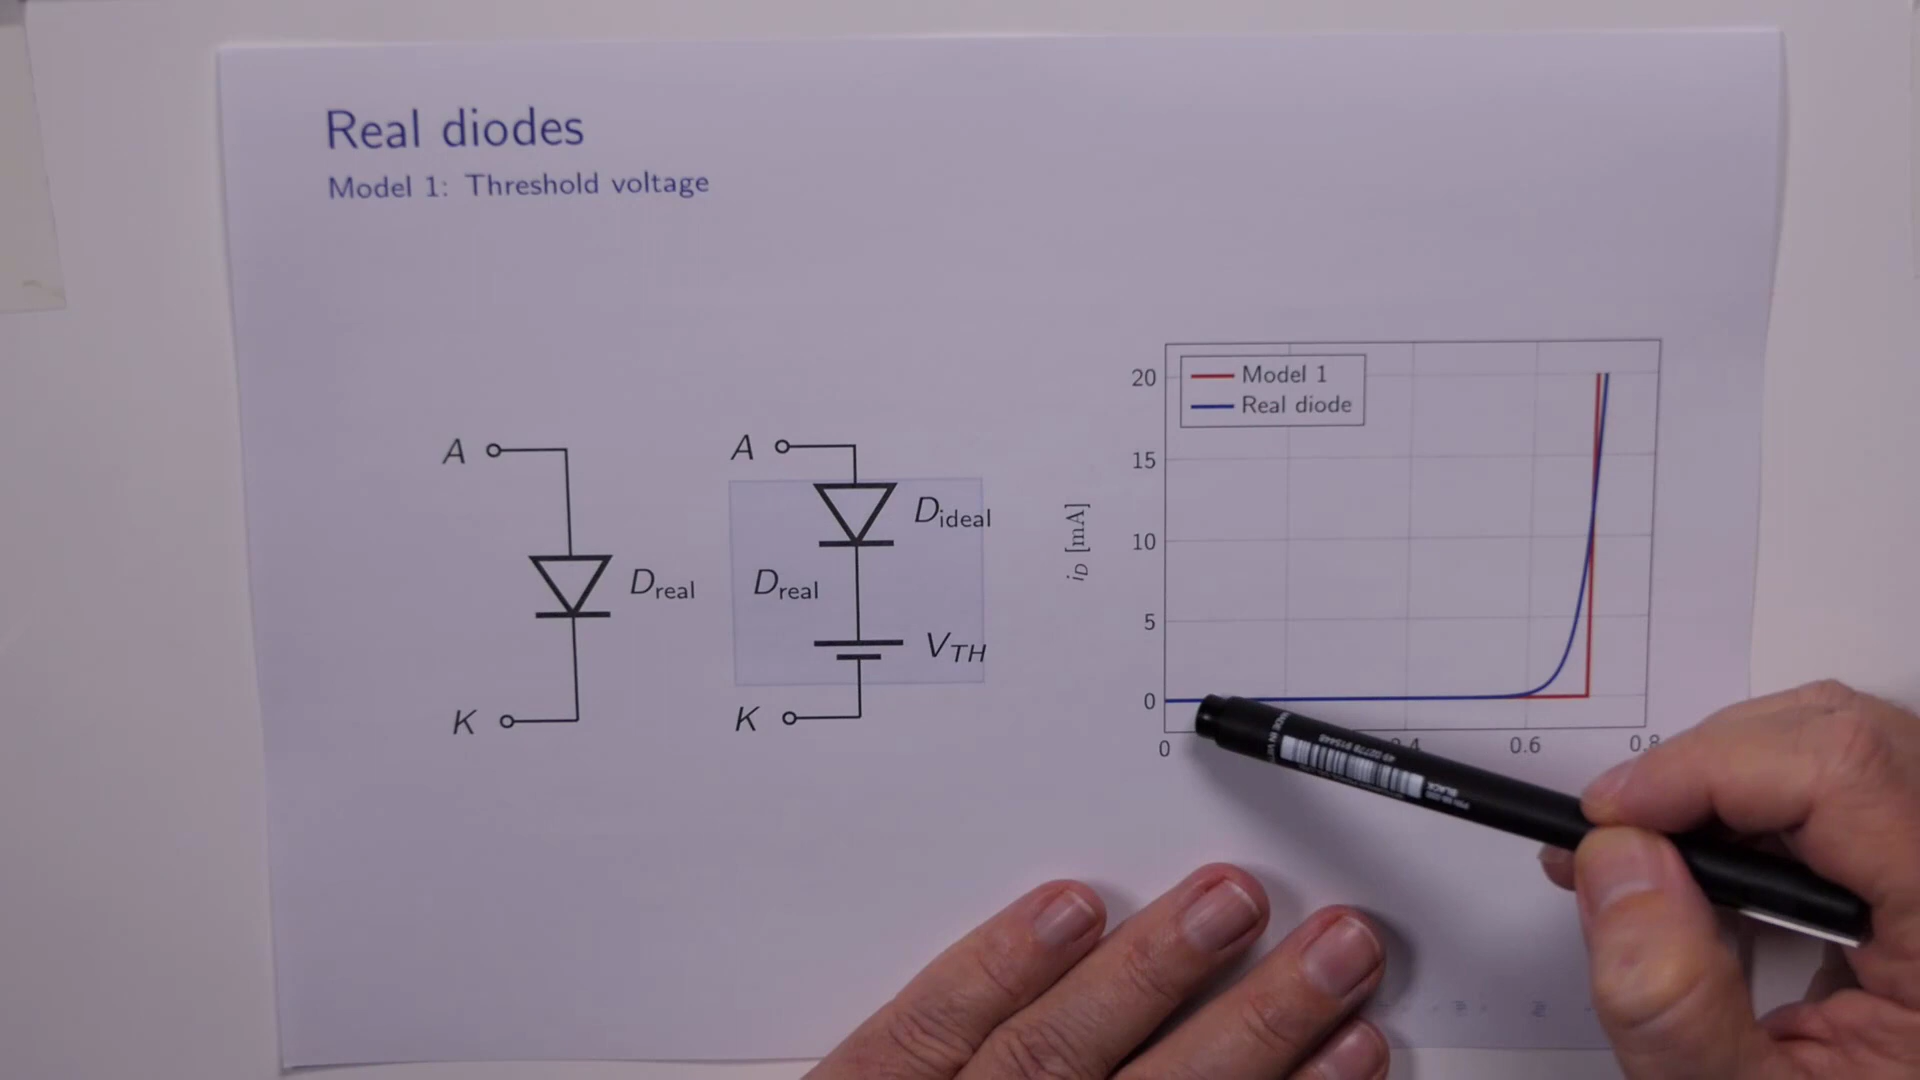 Real diodes
Model 1: Threshold voltage
A
D_real
K
A
D_ideal
D_real
V_TH
K
Model 1
Real diode
i_D [mA]
20
15
10
5
0
0
0.6
0.8
BLACK